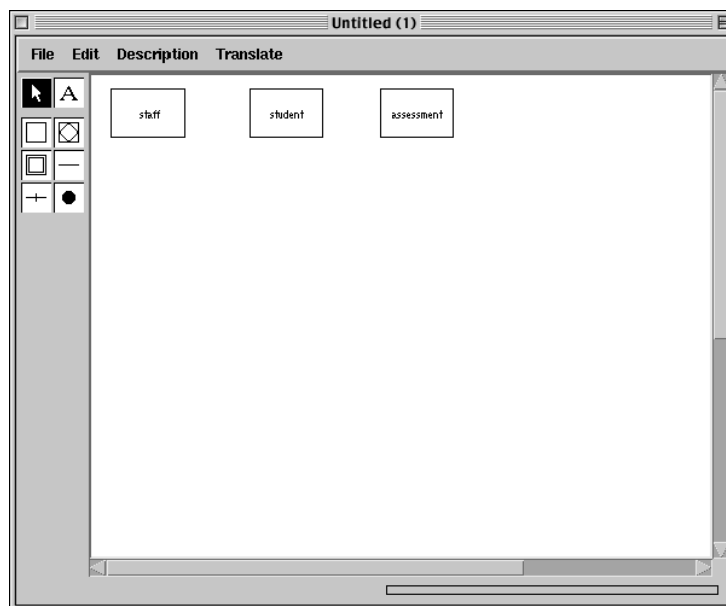 Untitled (1)
File Edit Description Translate
A
staff student assessment